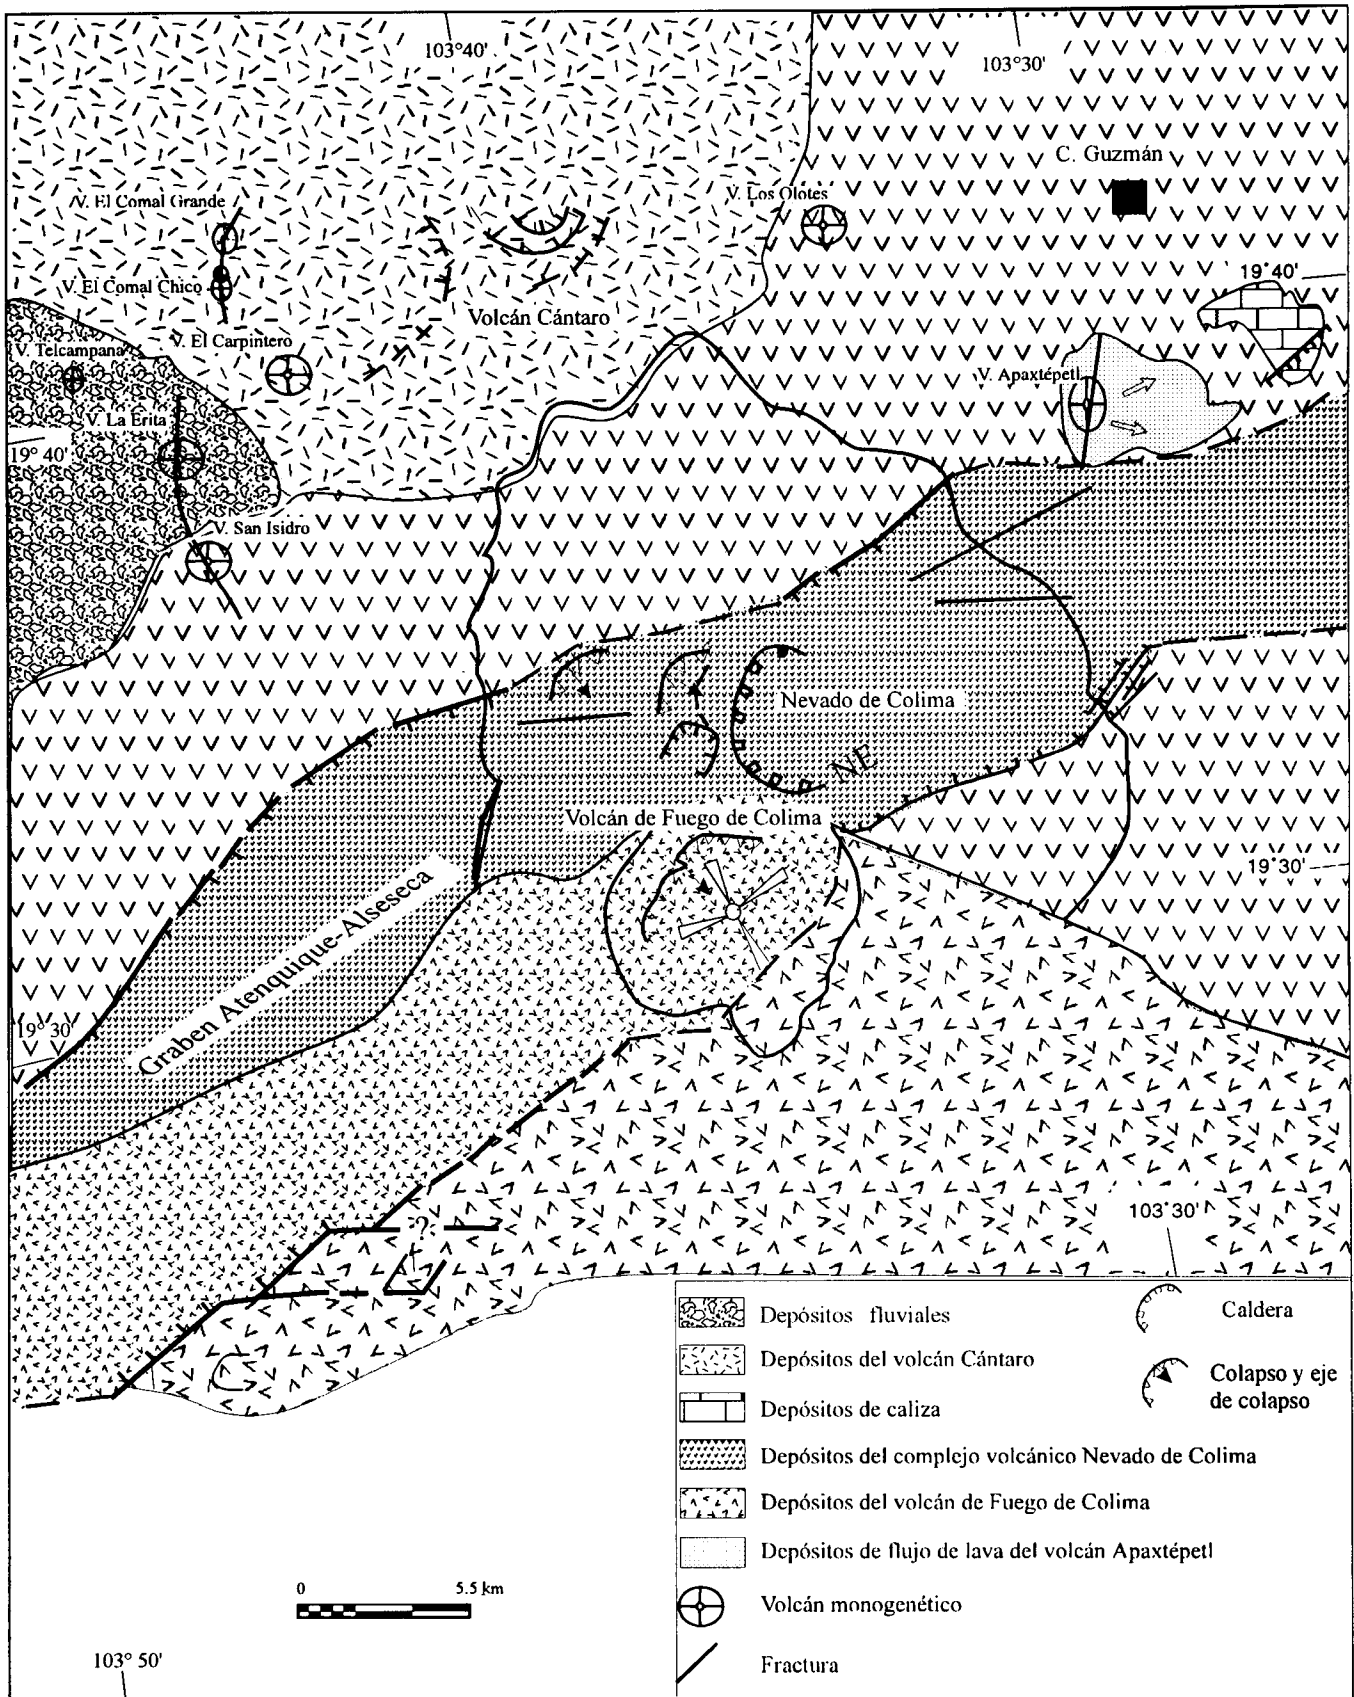 103°40'
103°30'
C. Guzmán
V. El Comal Grande
V. Los Olotes
19°40'
V. El Comal Chico
Volcán Cántaro
V. El Carpintero
V. Telcampana
V. Apaxtépetl
V. La Erita
19° 40'
V. San Isidro
Nevado de Colima
NE
Volcán de Fuego de Colima
19°30'
Graben Atenquique-Alseseca
19° 30'
103°30'
?
Depósitos fluviales
Caldera
Depósitos del volcán Cántaro
Colapso y eje
de colapso
Depósitos de caliza
Depósitos del complejo volcánico Nevado de Colima
Depósitos del volcán de Fuego de Colima
Depósitos de flujo de lava del volcán Apaxtépetl
0 5.5 km
Volcán monogenético
Fractura
103° 50'